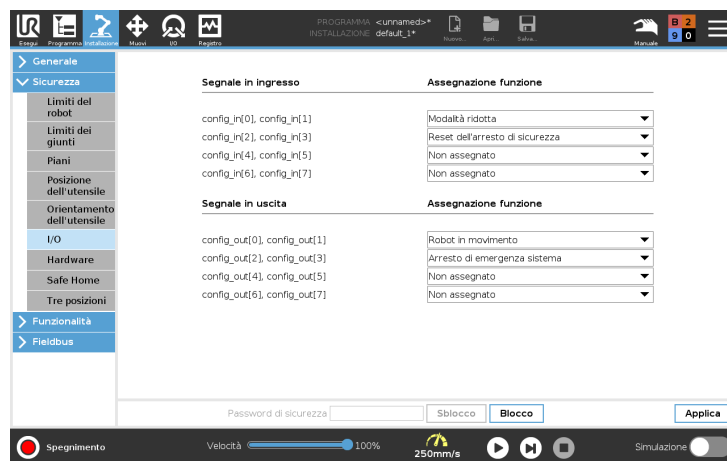 UR
PROGRAMMA <unnamed>*
INSTALLAZIONE default_1*
Esegui Programma Installazione Muovi I/O Registro
Nuovo... Apri... Salva...
Manuale
B 2
9 0
Generale
Sicurezza
Limiti del
robot
Limiti dei
giunti
Piani
Posizione
dell'utensile
Orientamento
dell'utensile
I/O
Hardware
Safe Home
Tre posizioni
Funzionalità
Fieldbus
Segnale in ingresso Assegnazione funzione
config_in[0], config_in[1] Modalità ridotta
config_in[2], config_in[3] Reset dell'arresto di sicurezza
config_in[4], config_in[5] Non assegnato
config_in[6], config_in[7] Non assegnato
Segnale in uscita Assegnazione funzione
config_out[0], config_out[1] Robot in movimento
config_out[2], config_out[3] Arresto di emergenza sistema
config_out[4], config_out[5] Non assegnato
config_out[6], config_out[7] Non assegnato
Password di sicurezza Sblocco Blocco Applica
Spegnimento Velocità 100% 250mm/s Simulazione